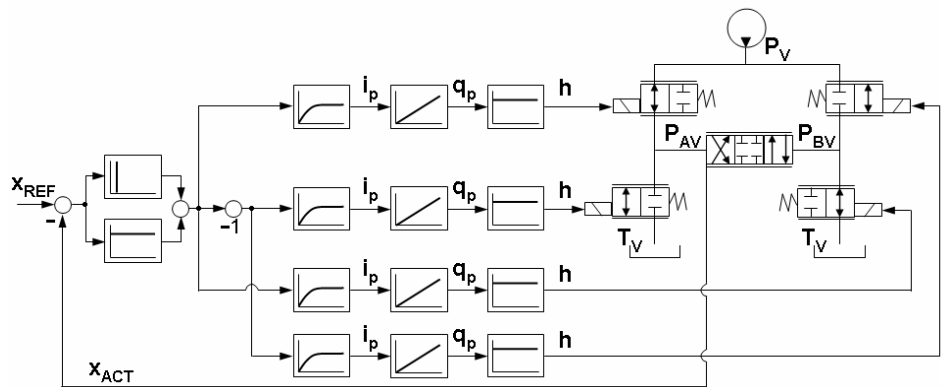 P_V
i_p q_p h
P_AV P_BV
x_REF
-
i_p q_p h
-1
T_V T_V
i_p q_p h
i_p q_p h
x_ACT